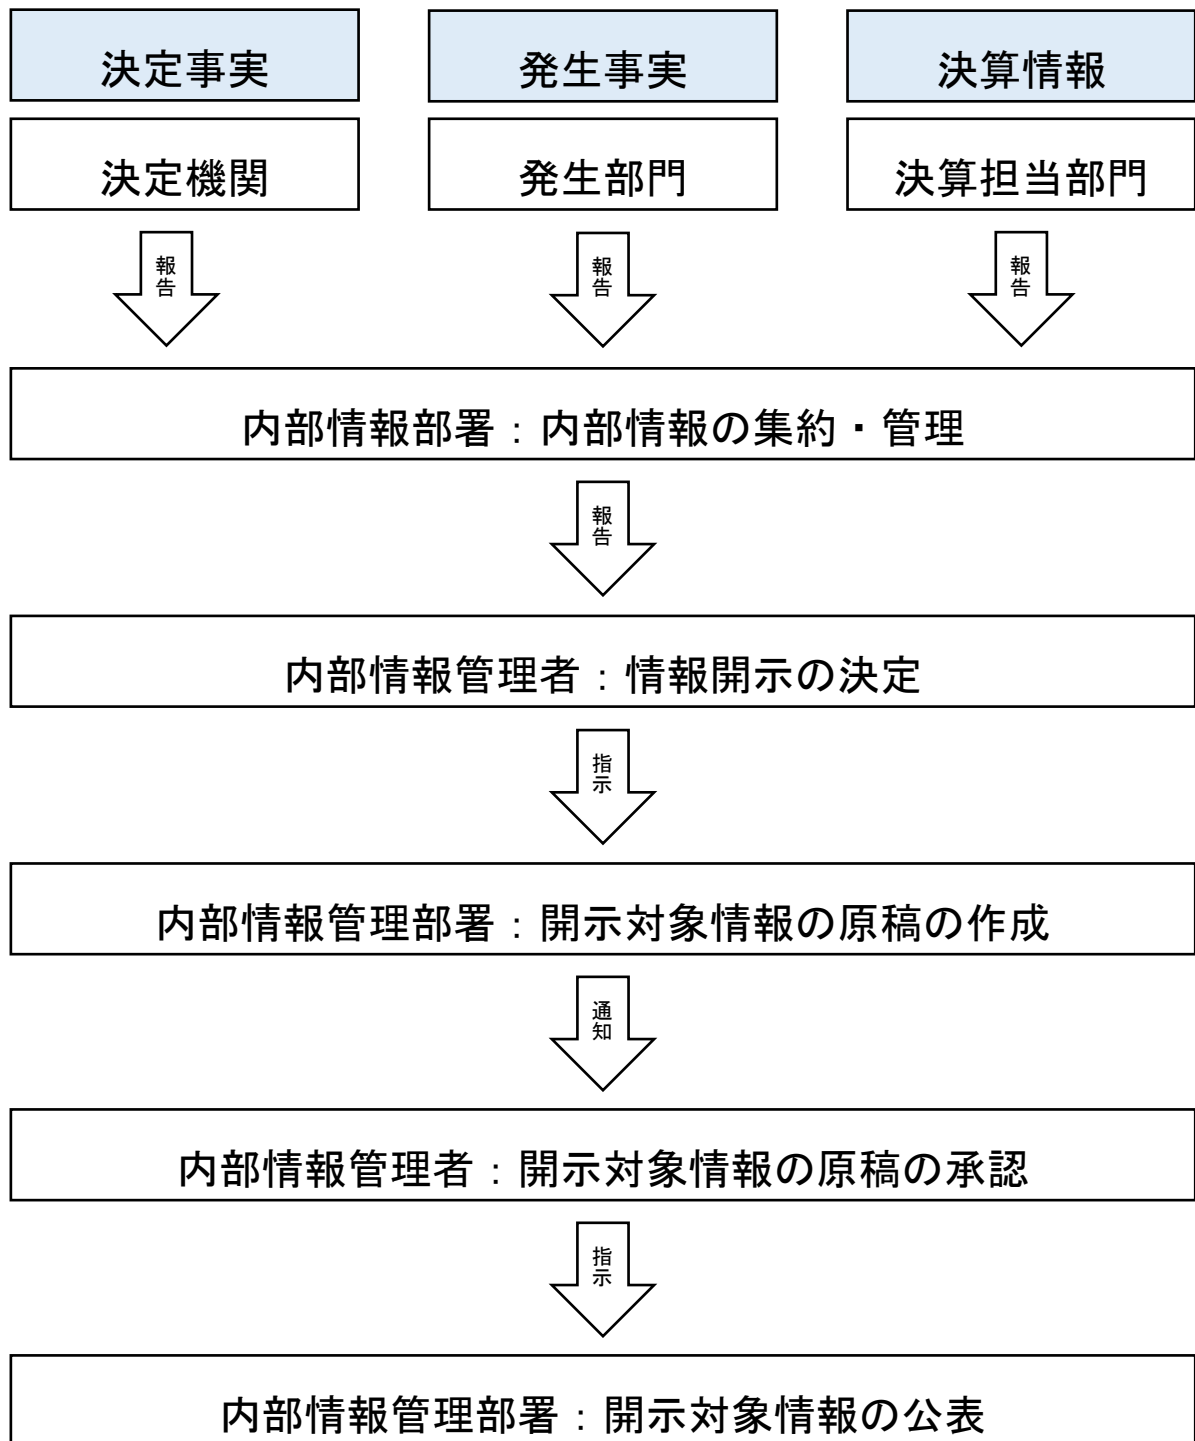 決定事実
発生事実
決算情報
決定機関
発生部門
決算担当部門
報告
報告
報告
内部情報部署：内部情報の集約・管理
報告
内部情報管理者：情報開示の決定
指示
内部情報管理部署：開示対象情報の原稿の作成
通知
内部情報管理者：開示対象情報の原稿の承認
指示
内部情報管理部署：開示対象情報の公表